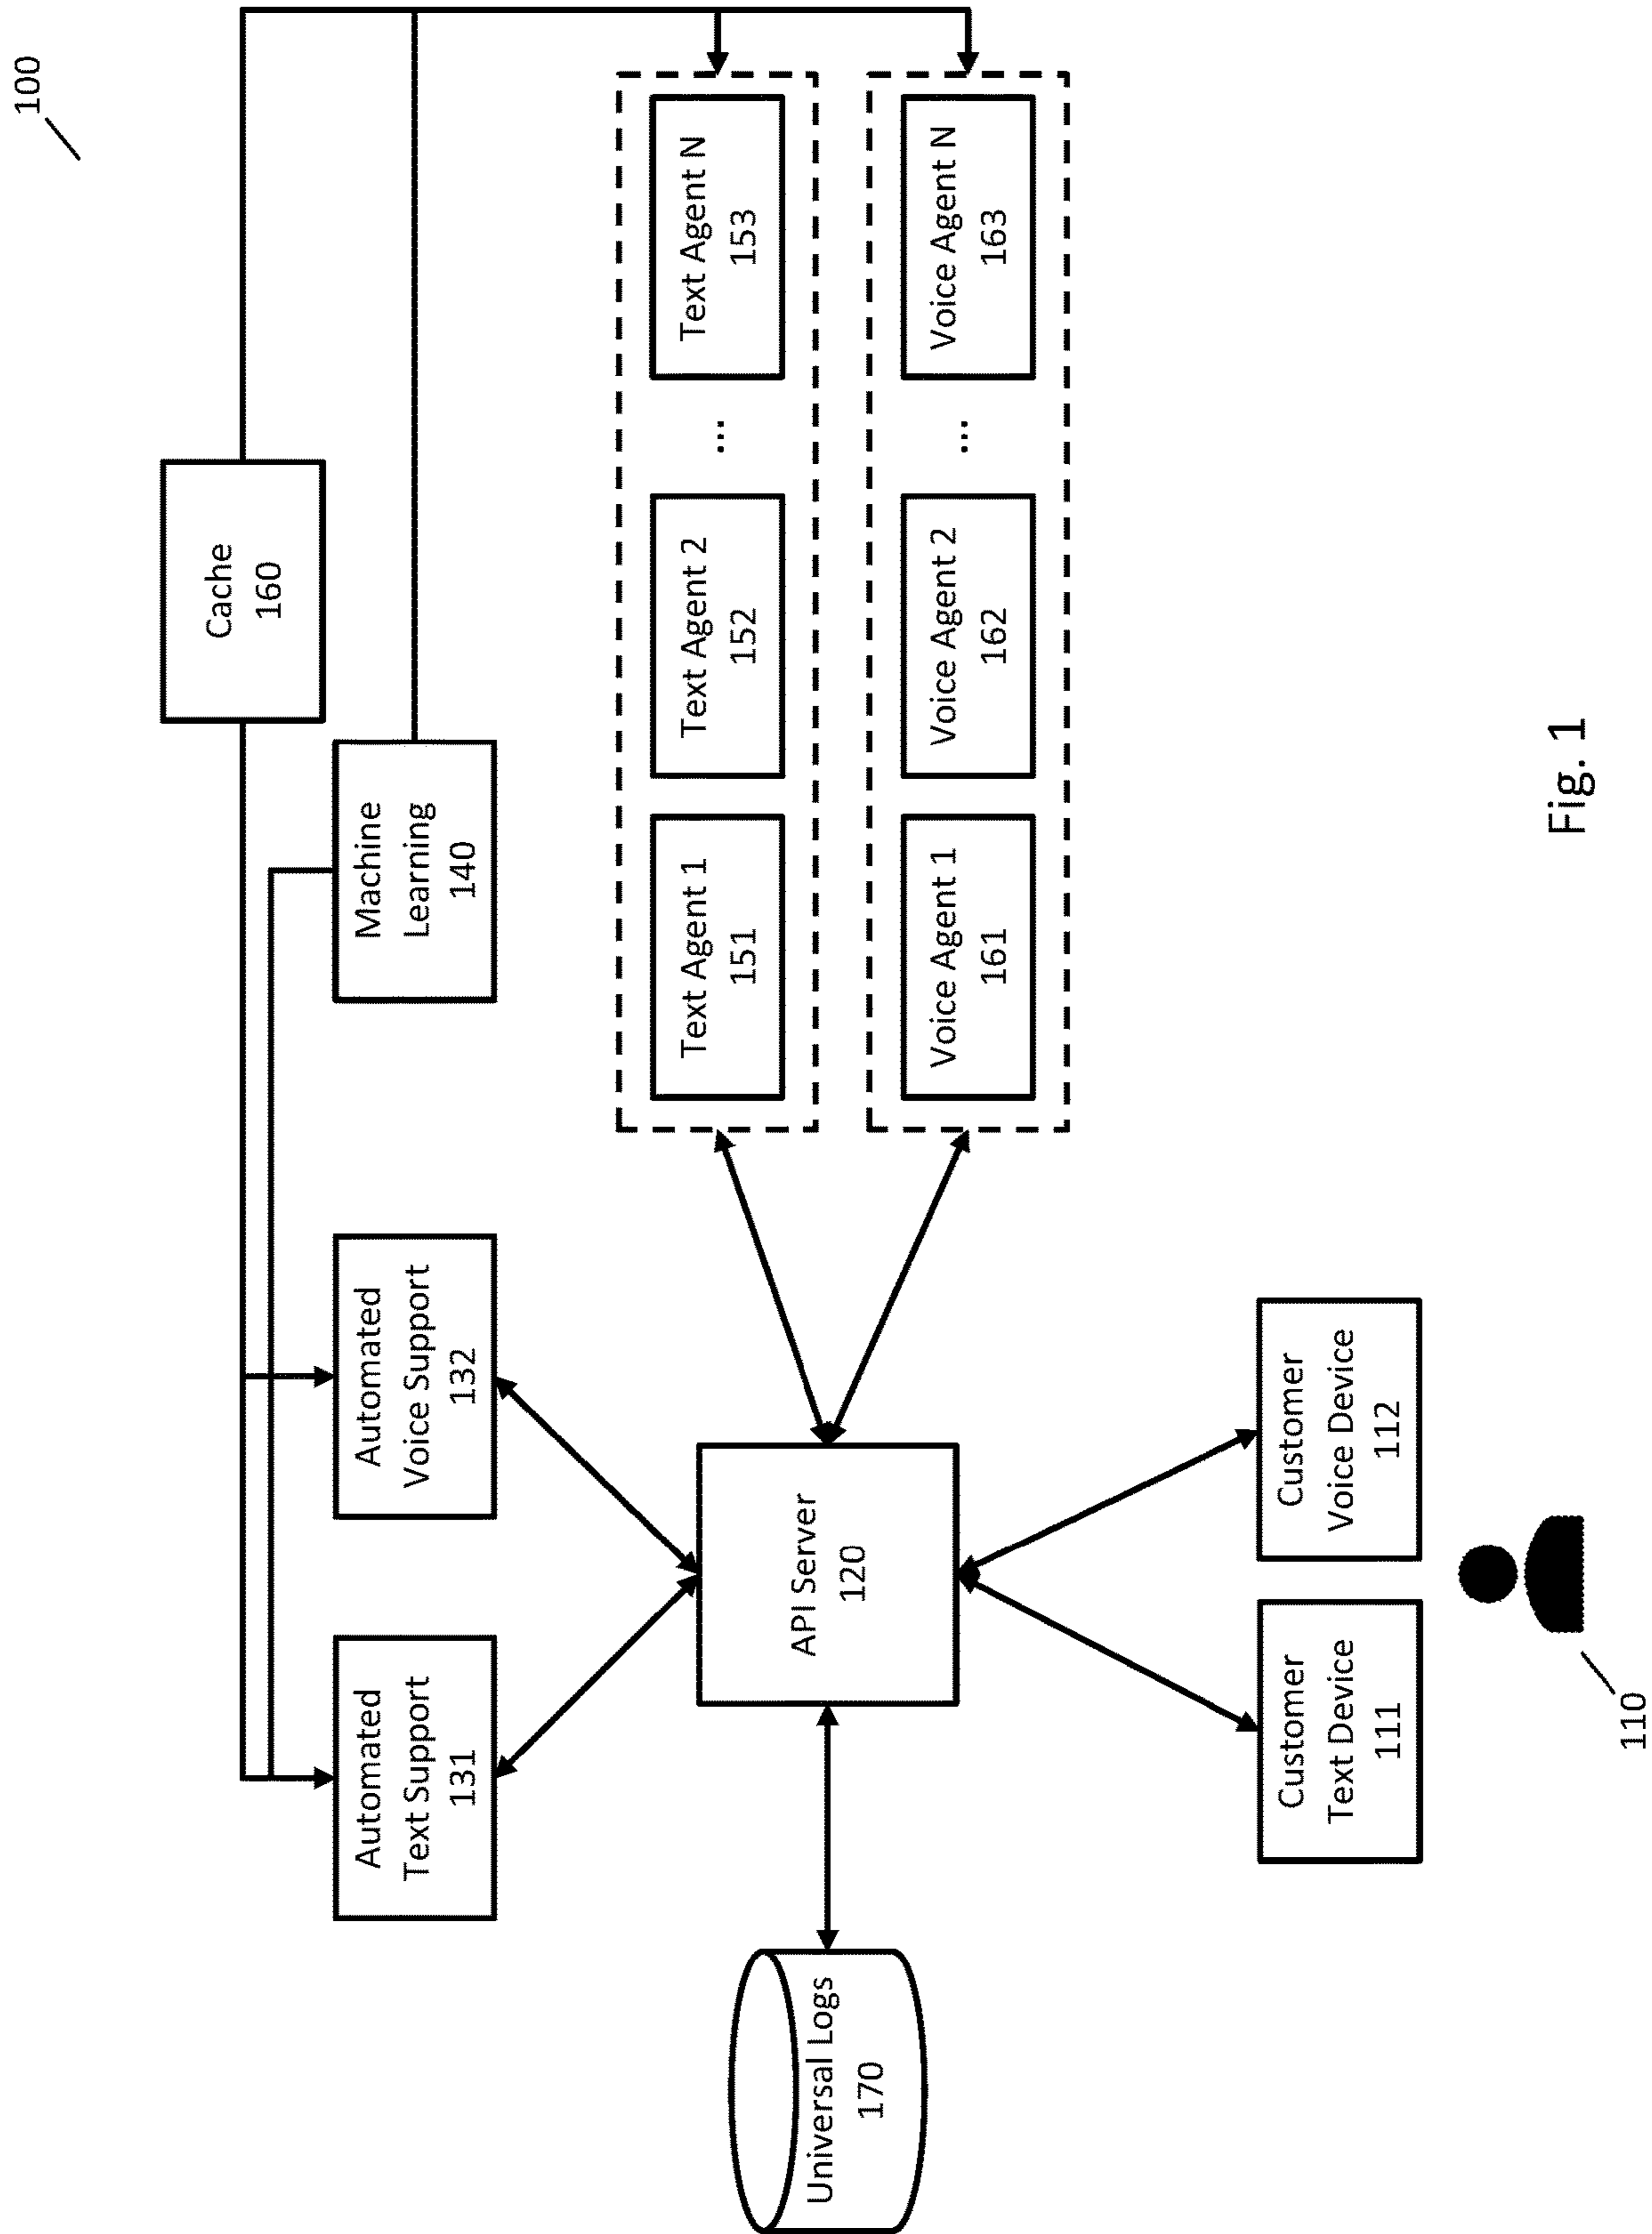 100
Cache
160
Machine
Learning
140
Automated
Text Support
131
Automated
Voice Support
132
Text Agent 1
151
Text Agent 2
152
...
Text Agent N
153
Universal Logs
170
API Server
120
Voice Agent 1
161
Voice Agent 2
162
...
Voice Agent N
163
Customer
Text Device
111
Customer
Voice Device
112
110
Fig. 1